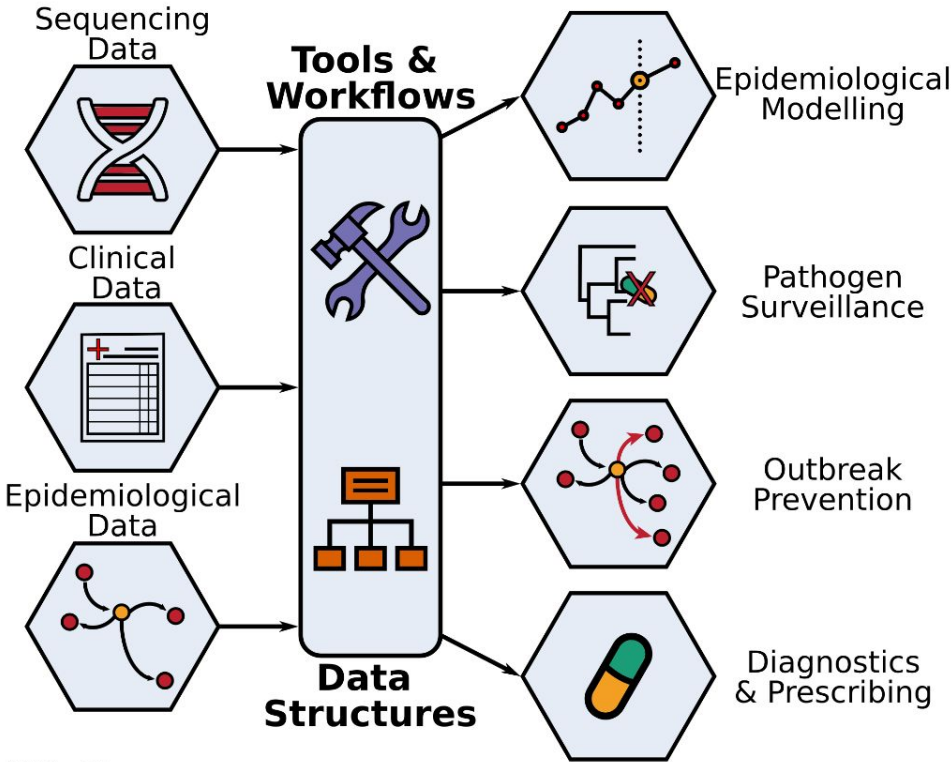 Sequencing
Data
Clinical
Data
Epidemiological
Data
Tools &
Workflows
Data
Structures
Epidemiological
Modelling
Pathogen
Surveillance
Outbreak
Prevention
Diagnostics
& Prescribing